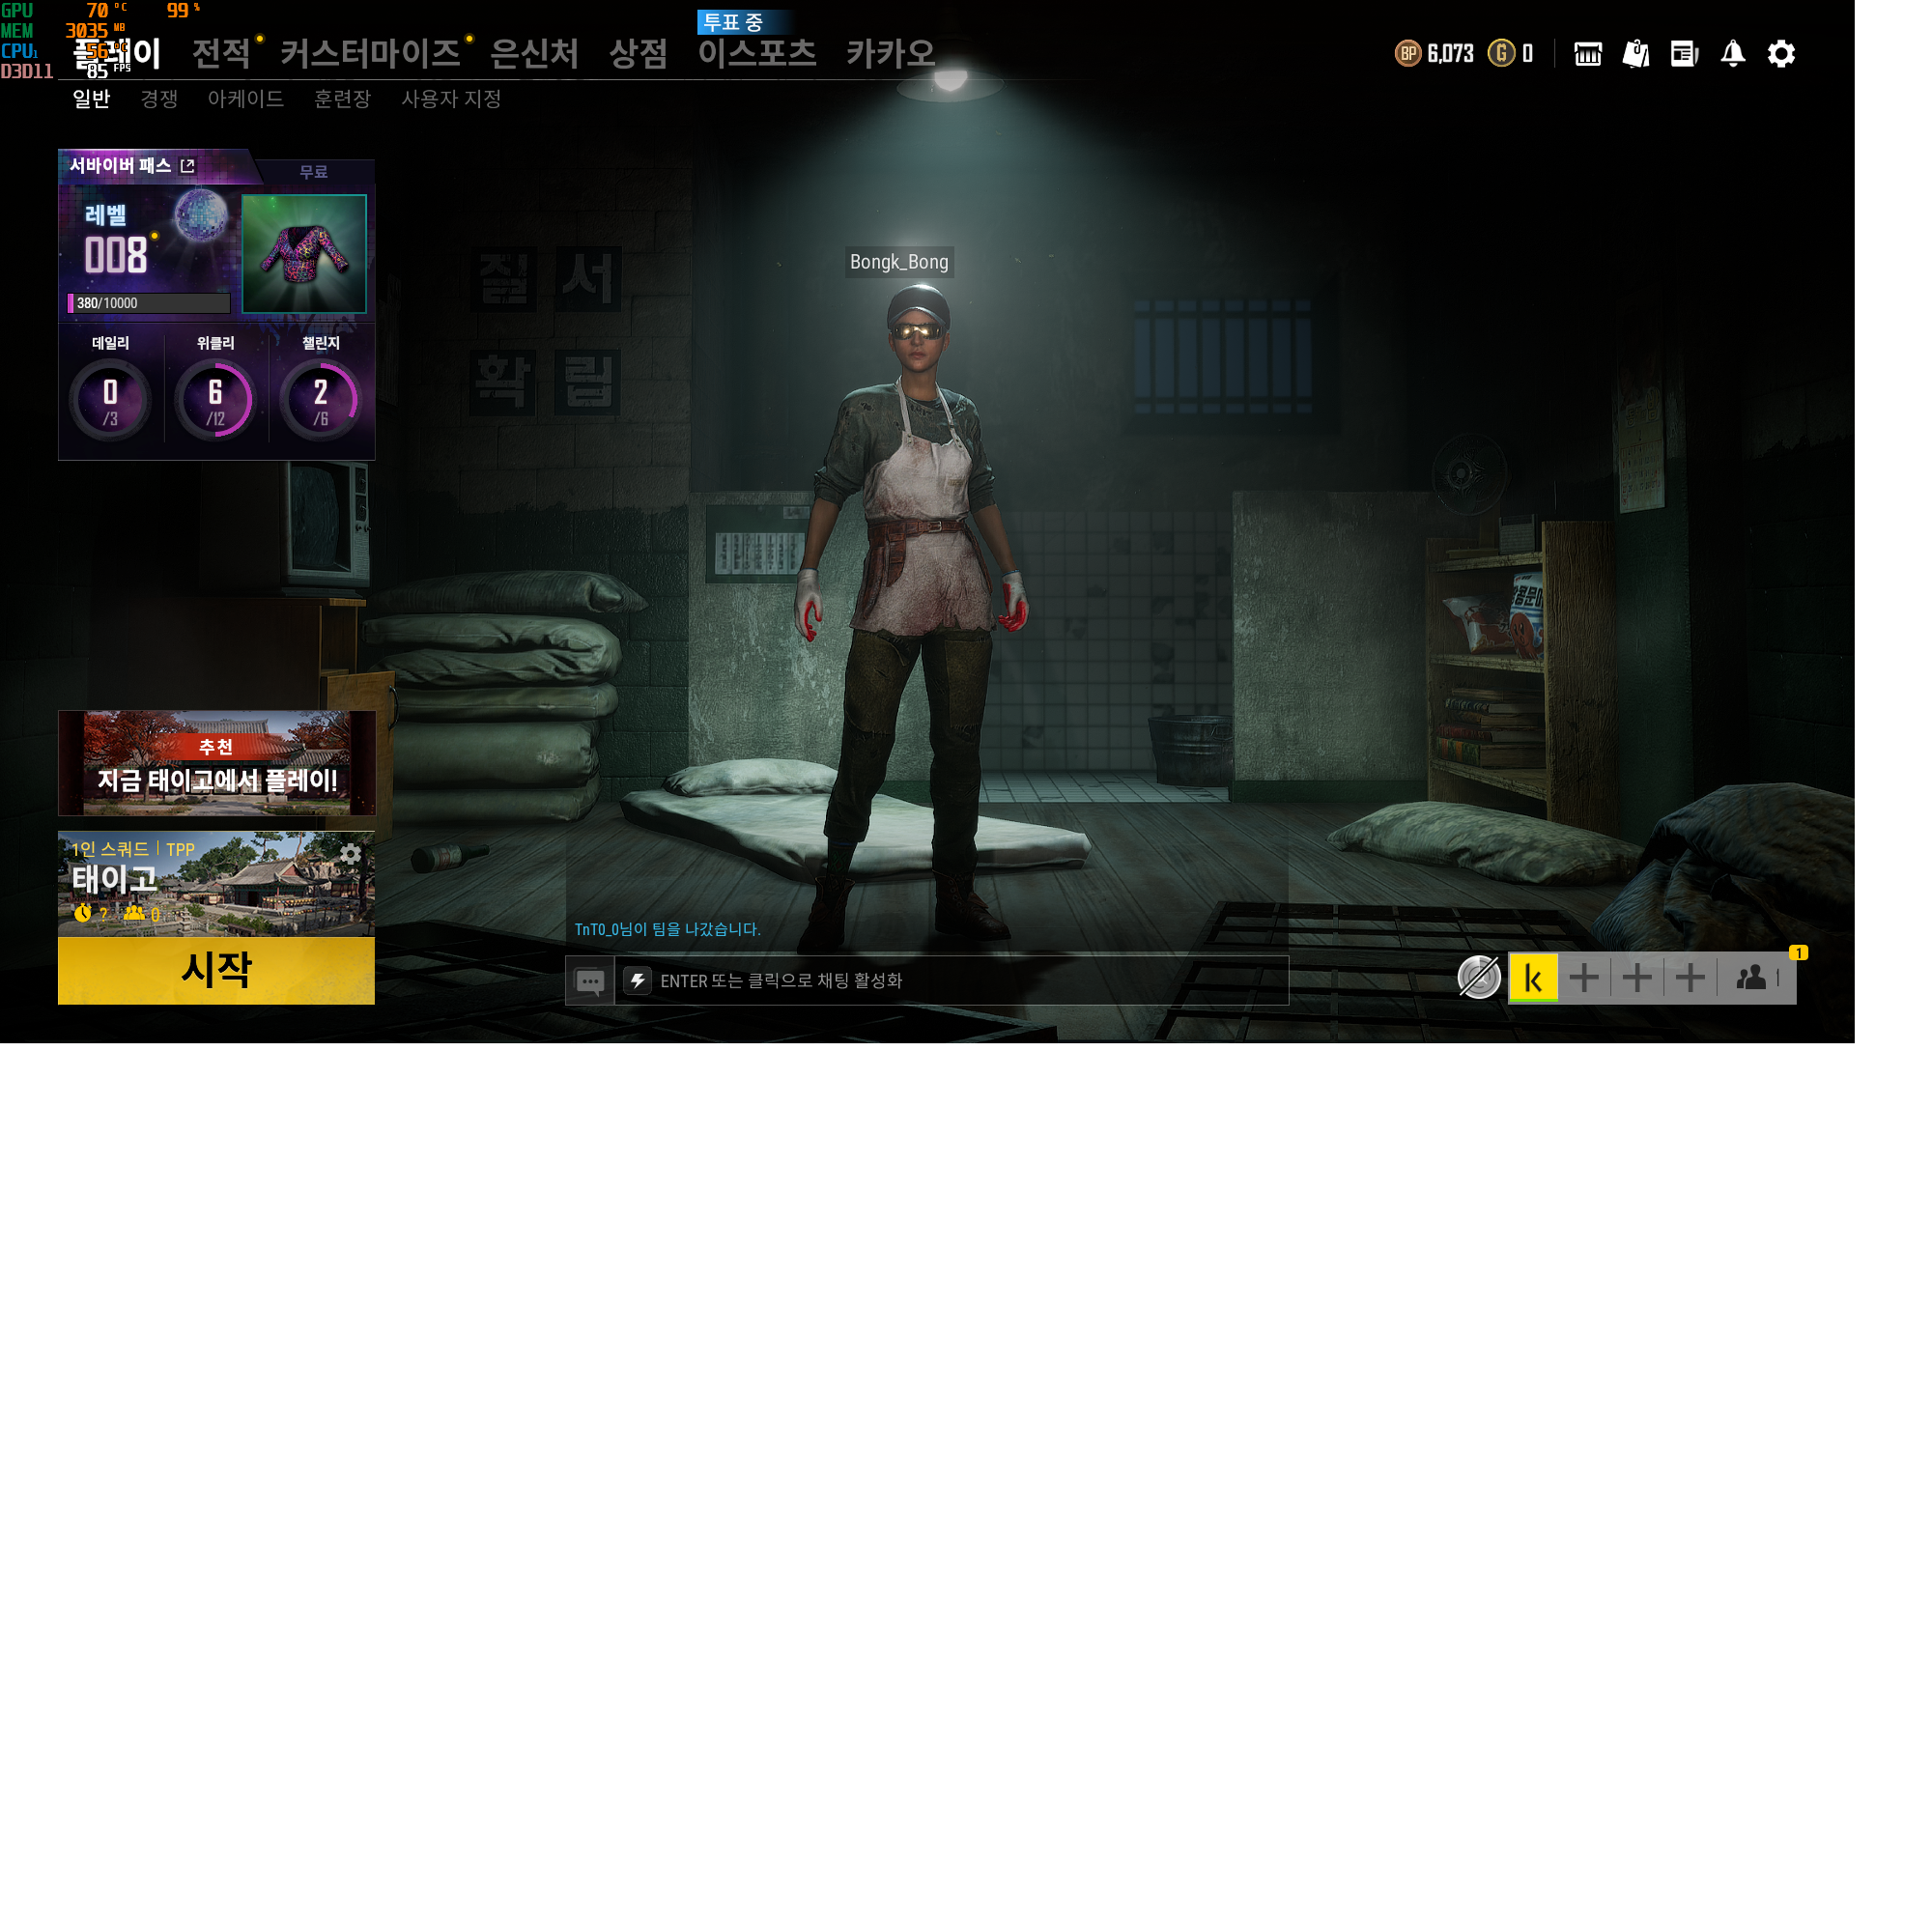 GPU 70 °C 99 %
MEM 3035 MB
CPU1 56 °C
D3D11 85 FPS
투표 중
플레이 전적 커스터마이즈 은신처 상점 이스포츠 카카오
BP 6,073 G 0
일반 경쟁 아케이드 훈련장 사용자 지정
서바이버 패스
무료
레벨
008
380/10000
데일리 위클리 챌린지
0 6 2
/3 /12 /6
질서
확립
Bongk_Bong
추천
지금 태이고에서 플레이!
1인 스쿼드 | TPP
태이고
? 0
시작
TnT0_0님이 팀을 나갔습니다.
ENTER 또는 클릭으로 채팅 활성화
k
1
1